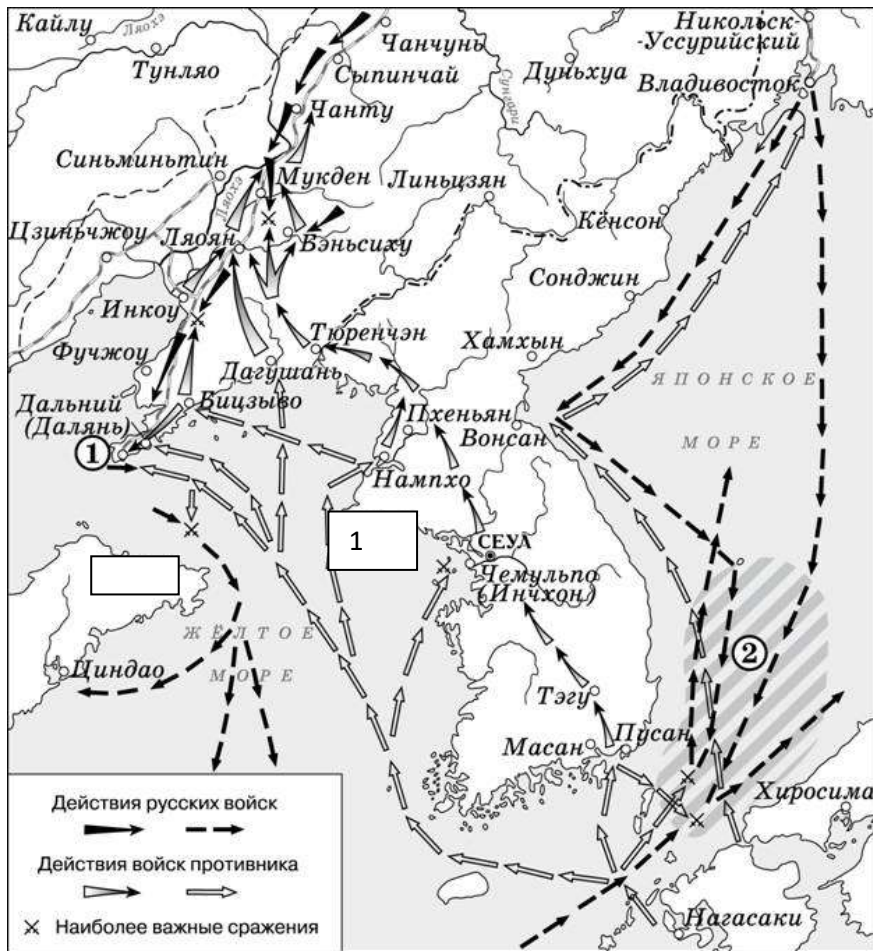 Кайлу
Ляохэ
Тунляо
Чанчунь
Сыпинчай
Сунгари
Дуньхуа
Никольск-
-Уссурийский
Владивосток
Чанту
Синьминьтин
Ляохэ
Мукден
Линьцзян
Кёнсон
Цзиньчжоу
Ляоян
Бэньсиху
Сонджин
Инкоу
Тюренчэн
Хамхын
Фучжоу
Дагушань
ЯПОНСКОЕ
МОРЕ
Дальний
(Далянь)
Бицзыво
Пхеньян
Вонсан
1
Нампхо
1
СЕУЛ
Чемульпо
(Инчхон)
ЖЁЛТОЕ
МОРЕ
Циндао
2
Тэгу
Масан
Пусан
Хиросима
Нагасаки
Действия русских войск
Действия войск противника
Наиболее важные сражения